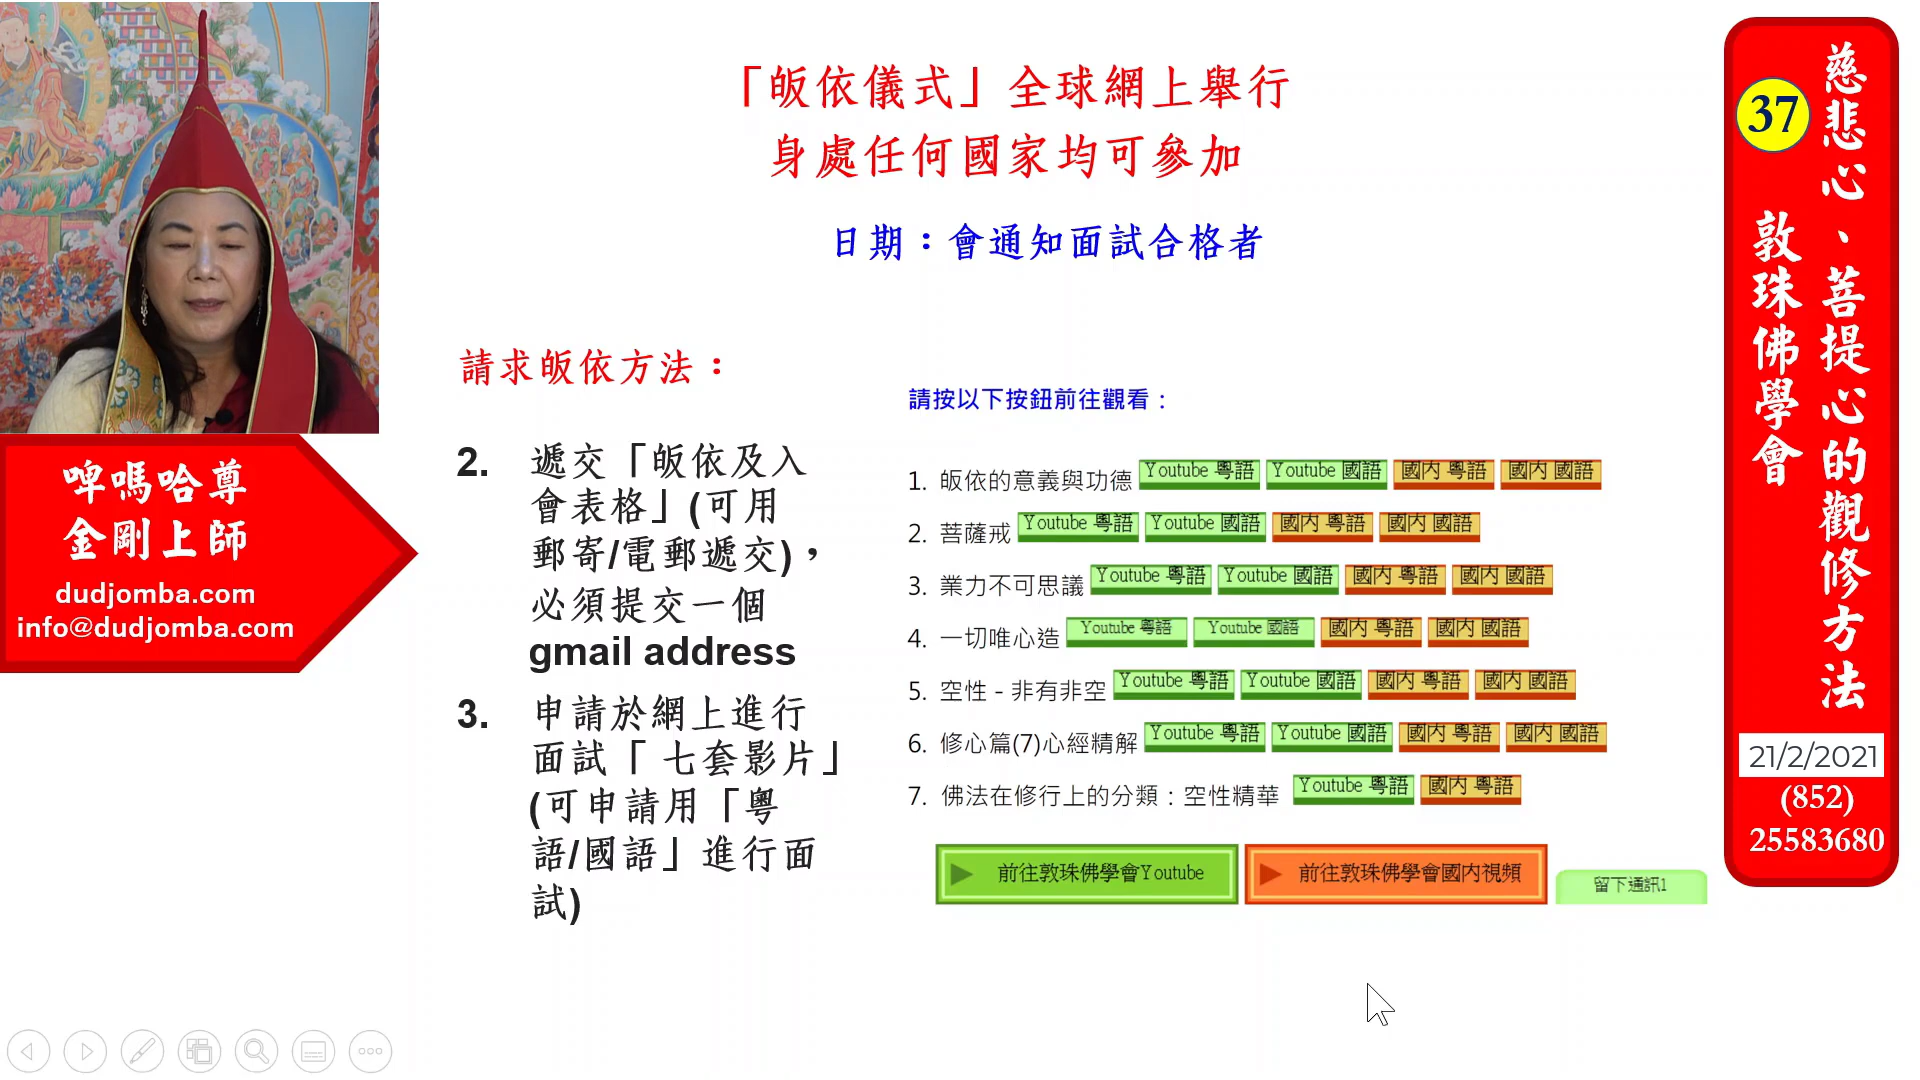 「皈依儀式」全球網上舉行
身處任何國家均可參加
日期：會通知面試合格者
請求皈依方法：
2. 遞交「皈依及入
會表格」(可用
郵寄/電郵遞交)，
必須提交一個
gmail address
3. 申請於網上進行
面試「七套影片」
(可申請用「粵
語/國語」進行面
試)
請按以下按鈕前往觀看：
1. 皈依的意義與功德 Youtube 粵語 Youtube 國語 國內 粵語 國內 國語
2. 菩薩戒 Youtube 粵語 Youtube 國語 國內 粵語 國內 國語
3. 業力不可思議 Youtube 粵語 Youtube 國語 國內 粵語 國內 國語
4. 一切唯心造 Youtube 粵語 Youtube 國語 國內 粵語 國內 國語
5. 空性 - 非有非空 Youtube 粵語 Youtube 國語 國內 粵語 國內 國語
6. 修心篇(7)心經精解 Youtube 粵語 Youtube 國語 國內 粵語 國內 國語
7. 佛法在修行上的分類：空性精華 Youtube 粵語 國內 粵語
前往敦珠佛學會Youtube
前往敦珠佛學會國內視頻
留下通訊1
啤嗎哈尊
金剛上師
dudjomba.com
info@dudjomba.com
慈悲心、菩提心的觀修方法
37
敦珠佛學會
21/2/2021
(852)
25583680